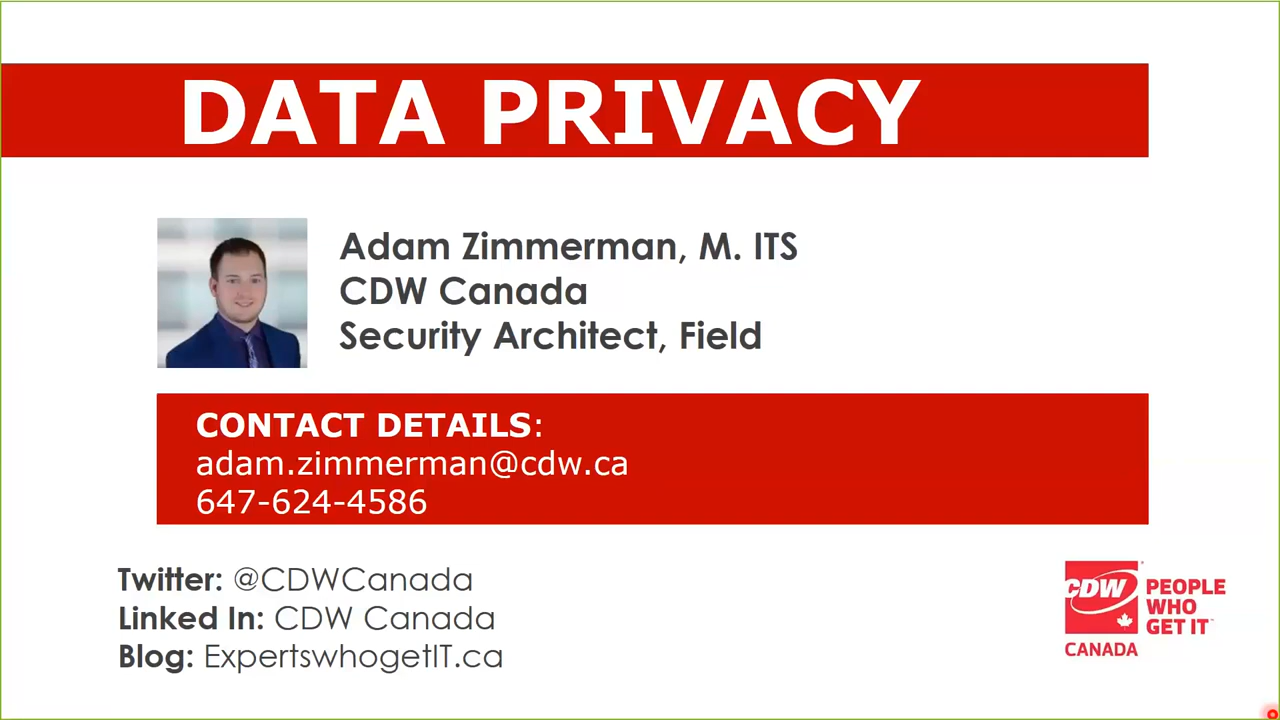 DATA PRIVACY
Adam Zimmerman, M. ITS
CDW Canada
Security Architect, Field
CONTACT DETAILS:
adam.zimmerman@cdw.ca
647-624-4586
Twitter: @CDWCanada
Linked In: CDW Canada
Blog: ExpertswhogetIT.ca
CDW
PEOPLE
WHO
GET IT
CANADA